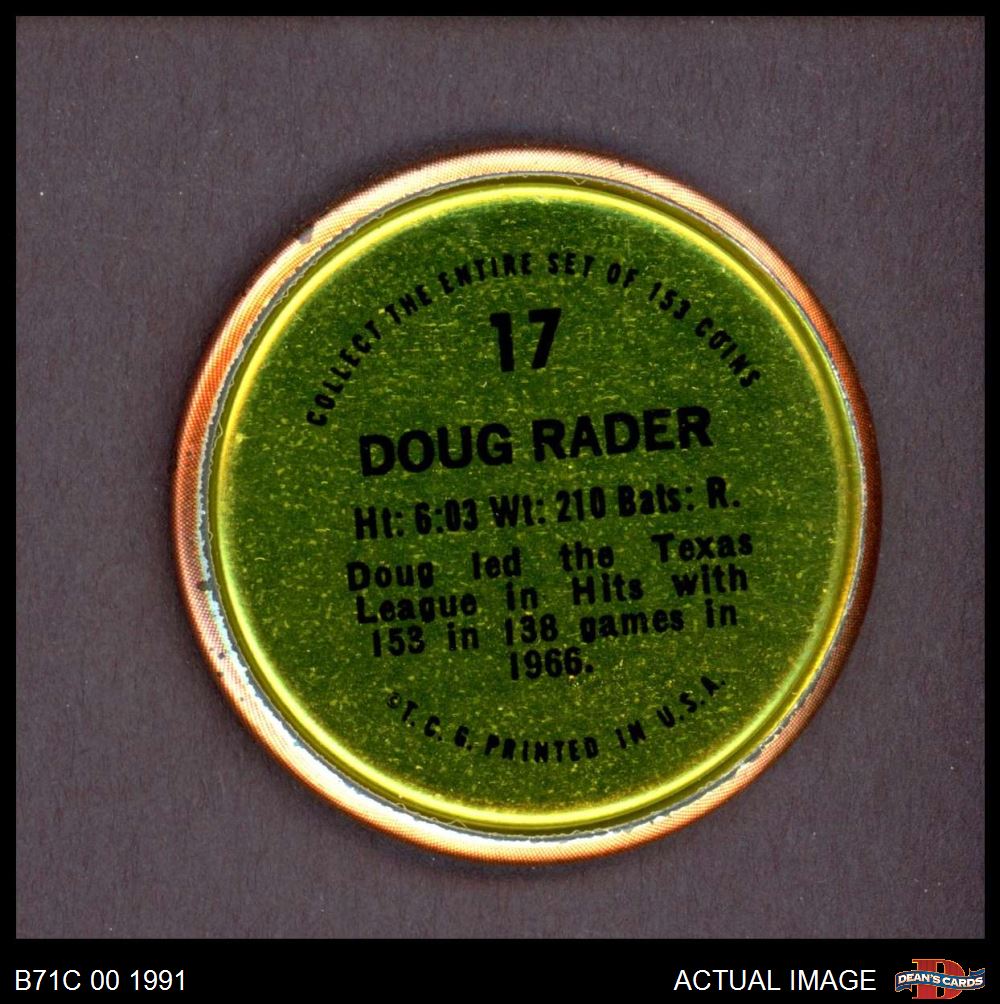 COLLECT THE ENTIRE SET OF 153 COINS
17
DOUG RADER
Ht: 6:03 Wt: 210 Bats: R.
Doug led the Texas
League in Hits with
153 in 138 games in
1966.
©T. C. G. PRINTED IN U.S.A.
B71C 00 1991
ACTUAL IMAGE
DEAN'S CARDS